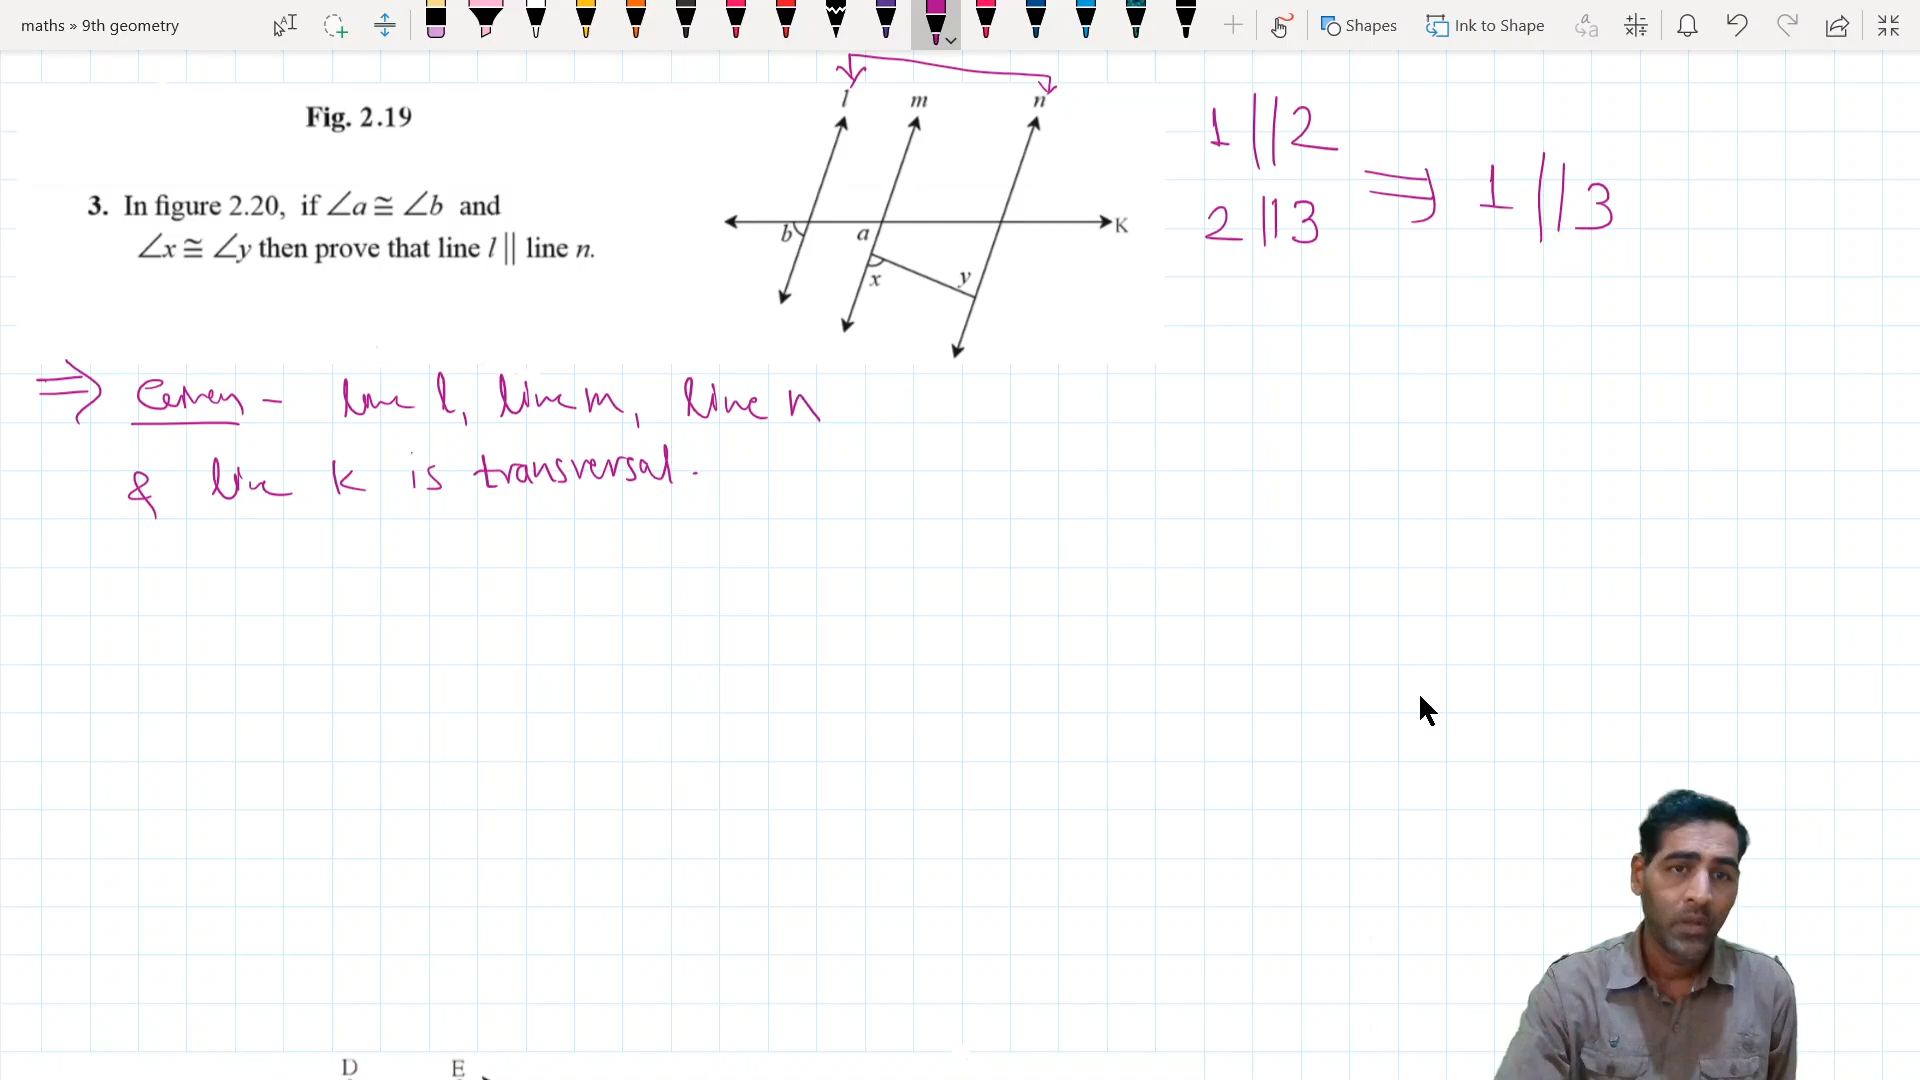 maths » 9th geometry
Shapes
Ink to Shape
Fig. 2.19
l m n
3. In figure 2.20, if ∠a ≅ ∠b and
∠x ≅ ∠y then prove that line l || line n.
b a K
x y
1 || 2
2 || 3
⇒ 1 || 3
⇒ Given - line l, line m, line n
& line K is transversal.
D E